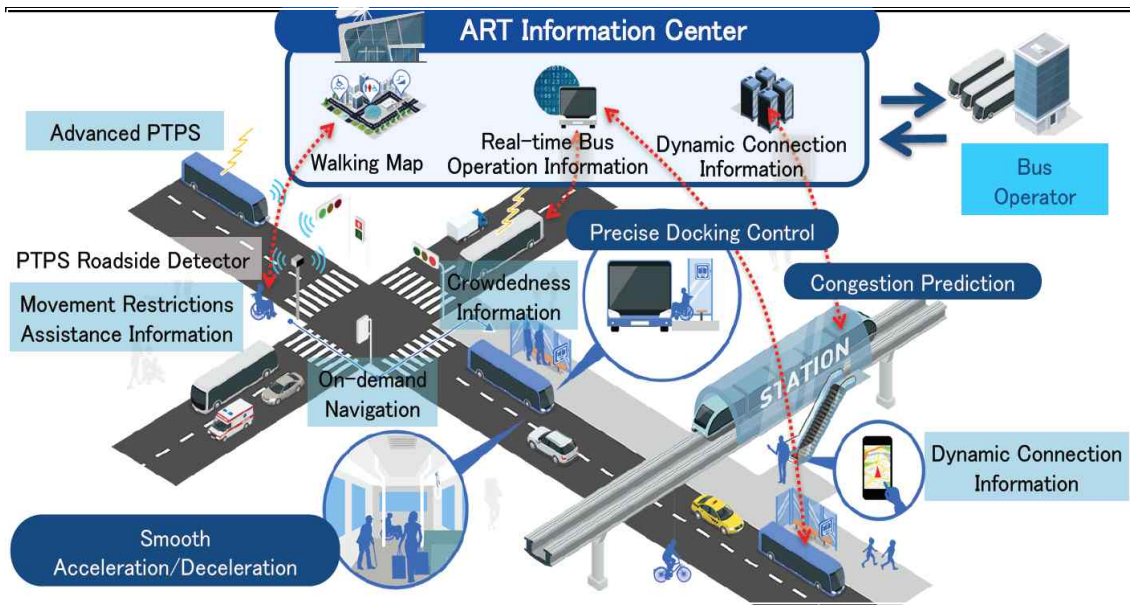 ART Information Center
Advanced PTPS
Walking Map
Real-time Bus
Operation Information
Dynamic Connection
Information
Bus
Operator
Precise Docking Control
PTPS Roadside Detector
Movement Restrictions
Assistance Information
Crowdedness
Information
Congestion Prediction
STATION
On-demand
Navigation
Dynamic Connection
Information
Smooth
Acceleration/Deceleration